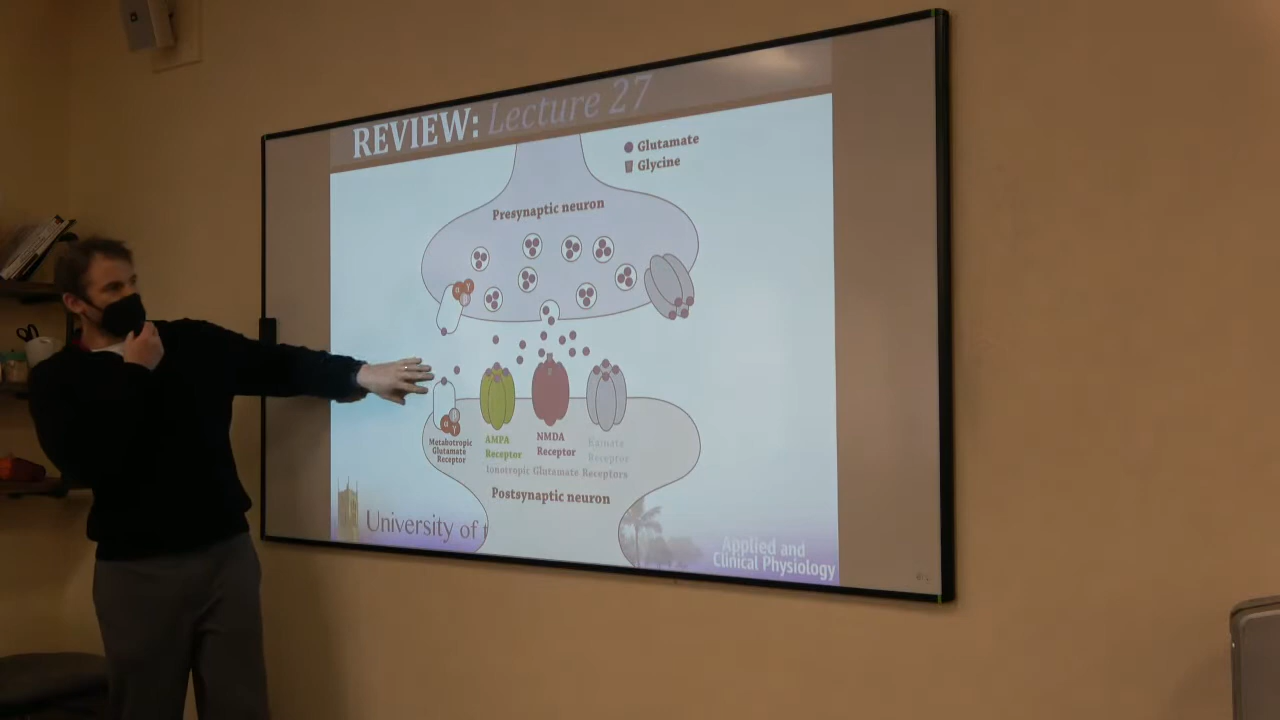 REVIEW: Lecture 27
Glutamate
Glycine
Presynaptic neuron
α γ
Metabotropic
Glutamate
Receptor
AMPA
Receptor
NMDA
Receptor
Kainate
Receptor
Ionotropic Glutamate Receptors
Postsynaptic neuron
University of t
Applied and
Clinical Physiology